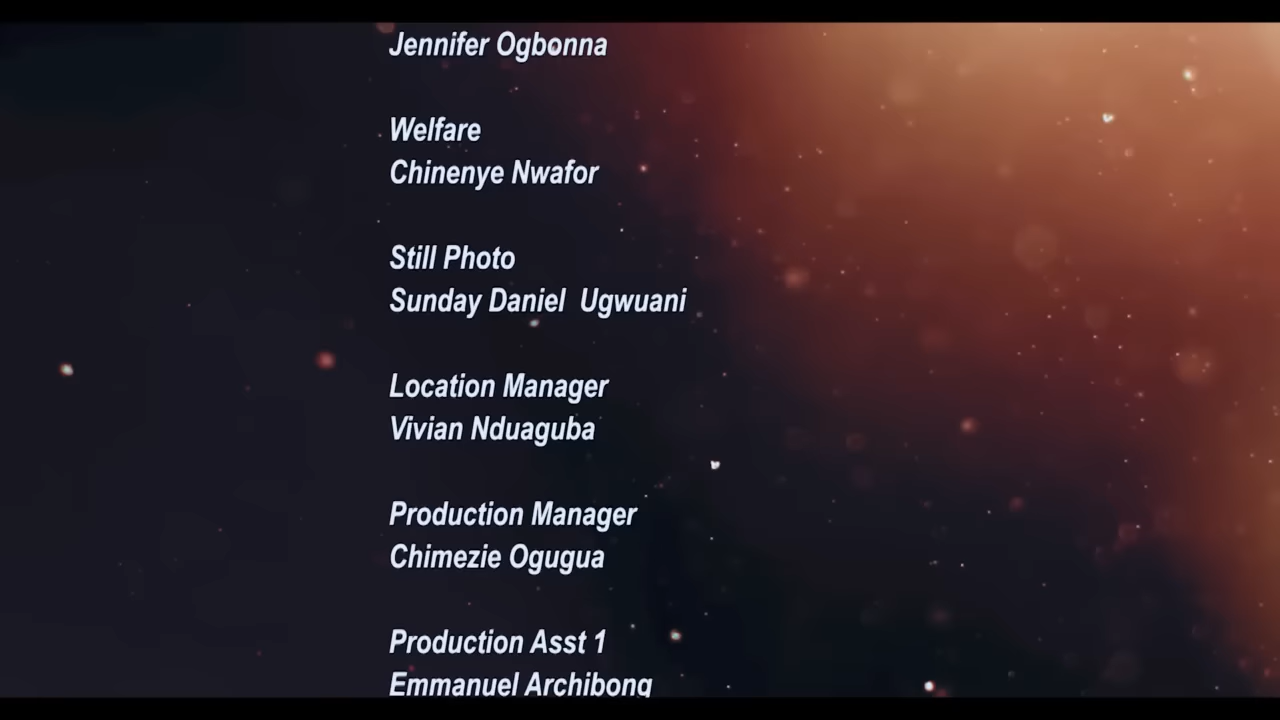 Jennifer Ogbonna
Welfare
Chinenye Nwafor
Still Photo
Sunday Daniel Ugwuani
Location Manager
Vivian Nduaguba
Production Manager
Chimezie Ogugua
Production Asst 1
Emmanuel Archibong